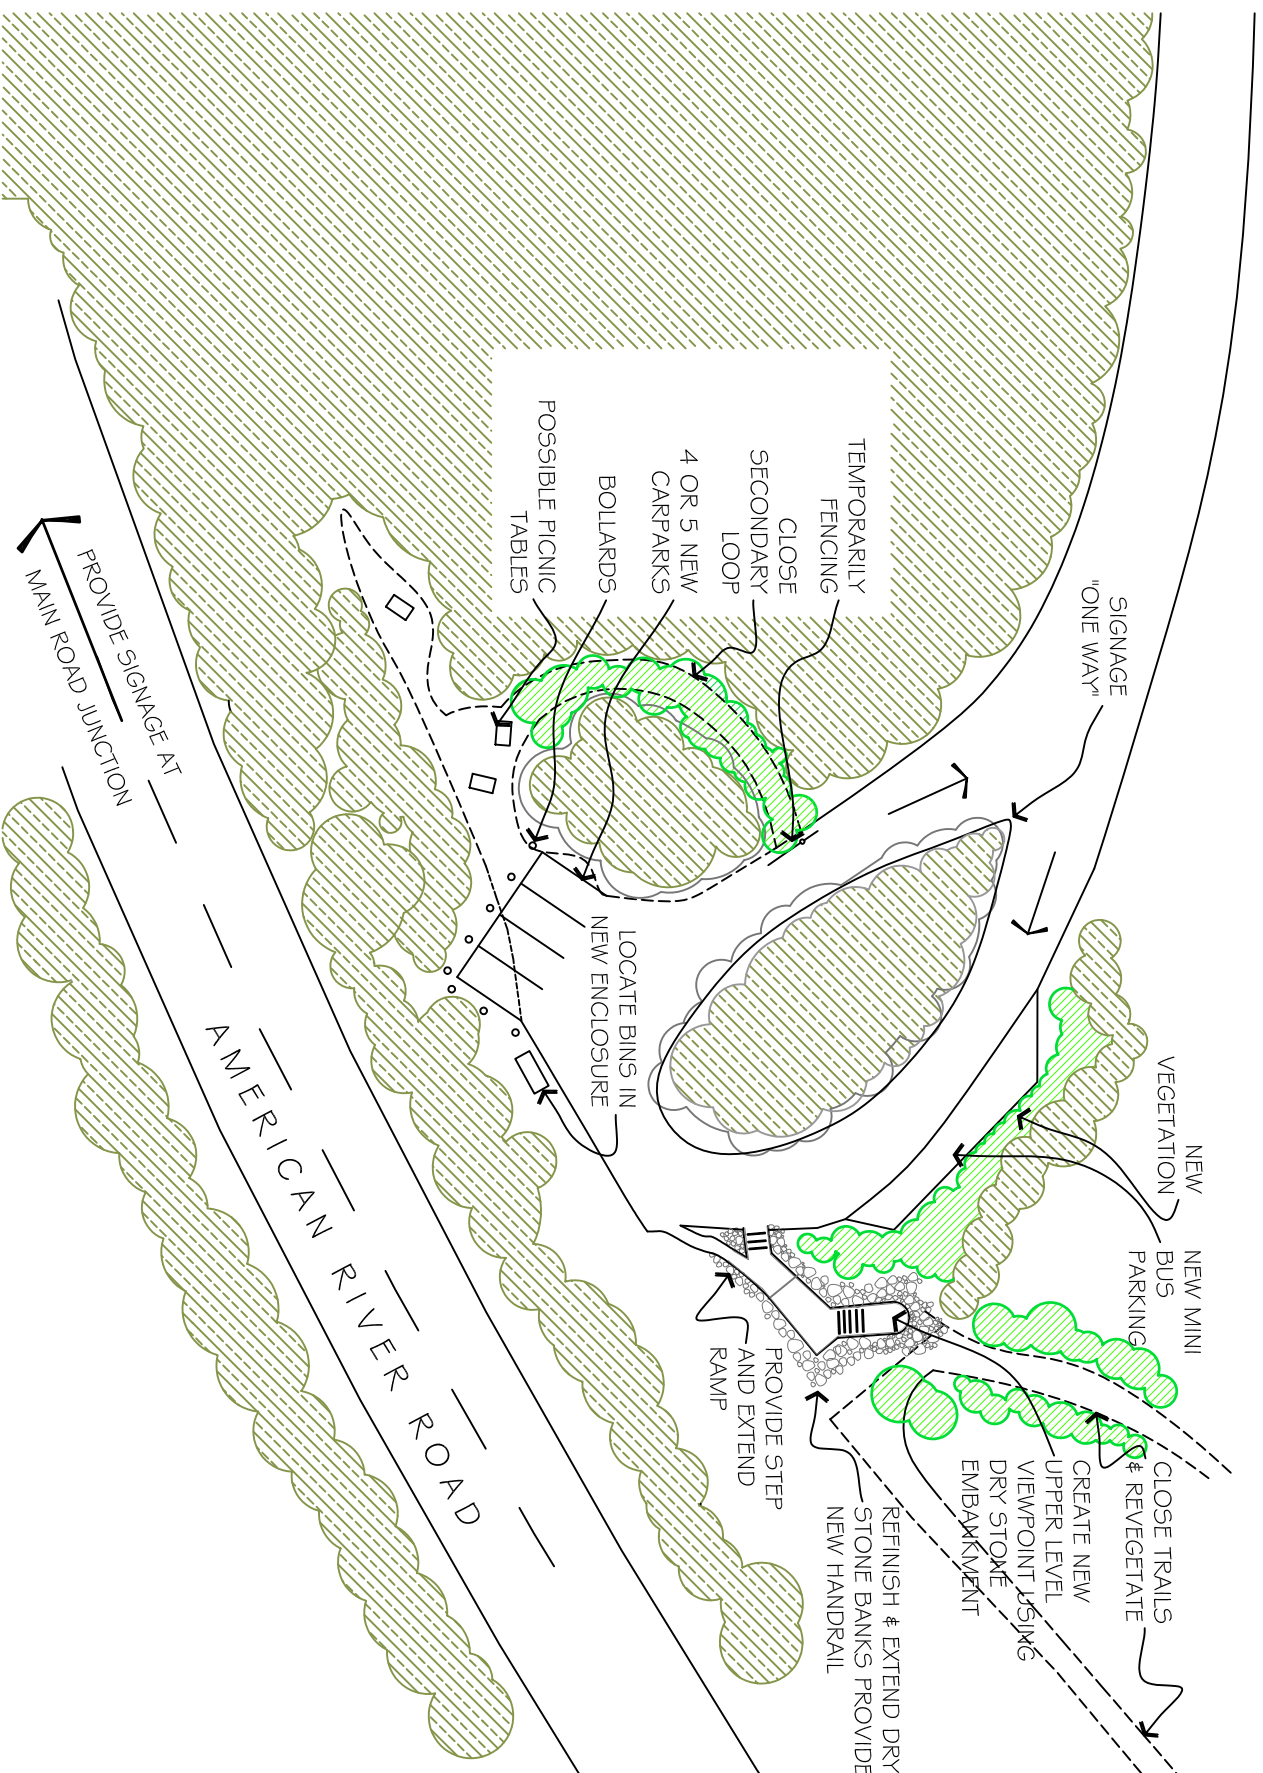 TEMPORARILY
FENCING
CLOSE
SECONDARY
LOOP
4 OR 5 NEW
CARPARKS
BOLLARDS
POSSIBLE PICNIC
TABLES
SIGNAGE
"ONE WAY"
PROVIDE SIGNAGE AT
MAIN ROAD JUNCTION
LOCATE BINS IN
NEW ENCLOSURE
NEW
VEGETATION
NEW MINI
BUS
PARKING
AMERICAN RIVER ROAD
PROVIDE STEP
AND EXTEND
RAMP
CLOSE TRAILS
& REVEGETATE
CREATE NEW
UPPER LEVEL
VIEWPOINT USING
DRY STONE
EMBANKMENT
REFINISH & EXTEND DRY
STONE BANKS PROVIDE
NEW HANDRAIL